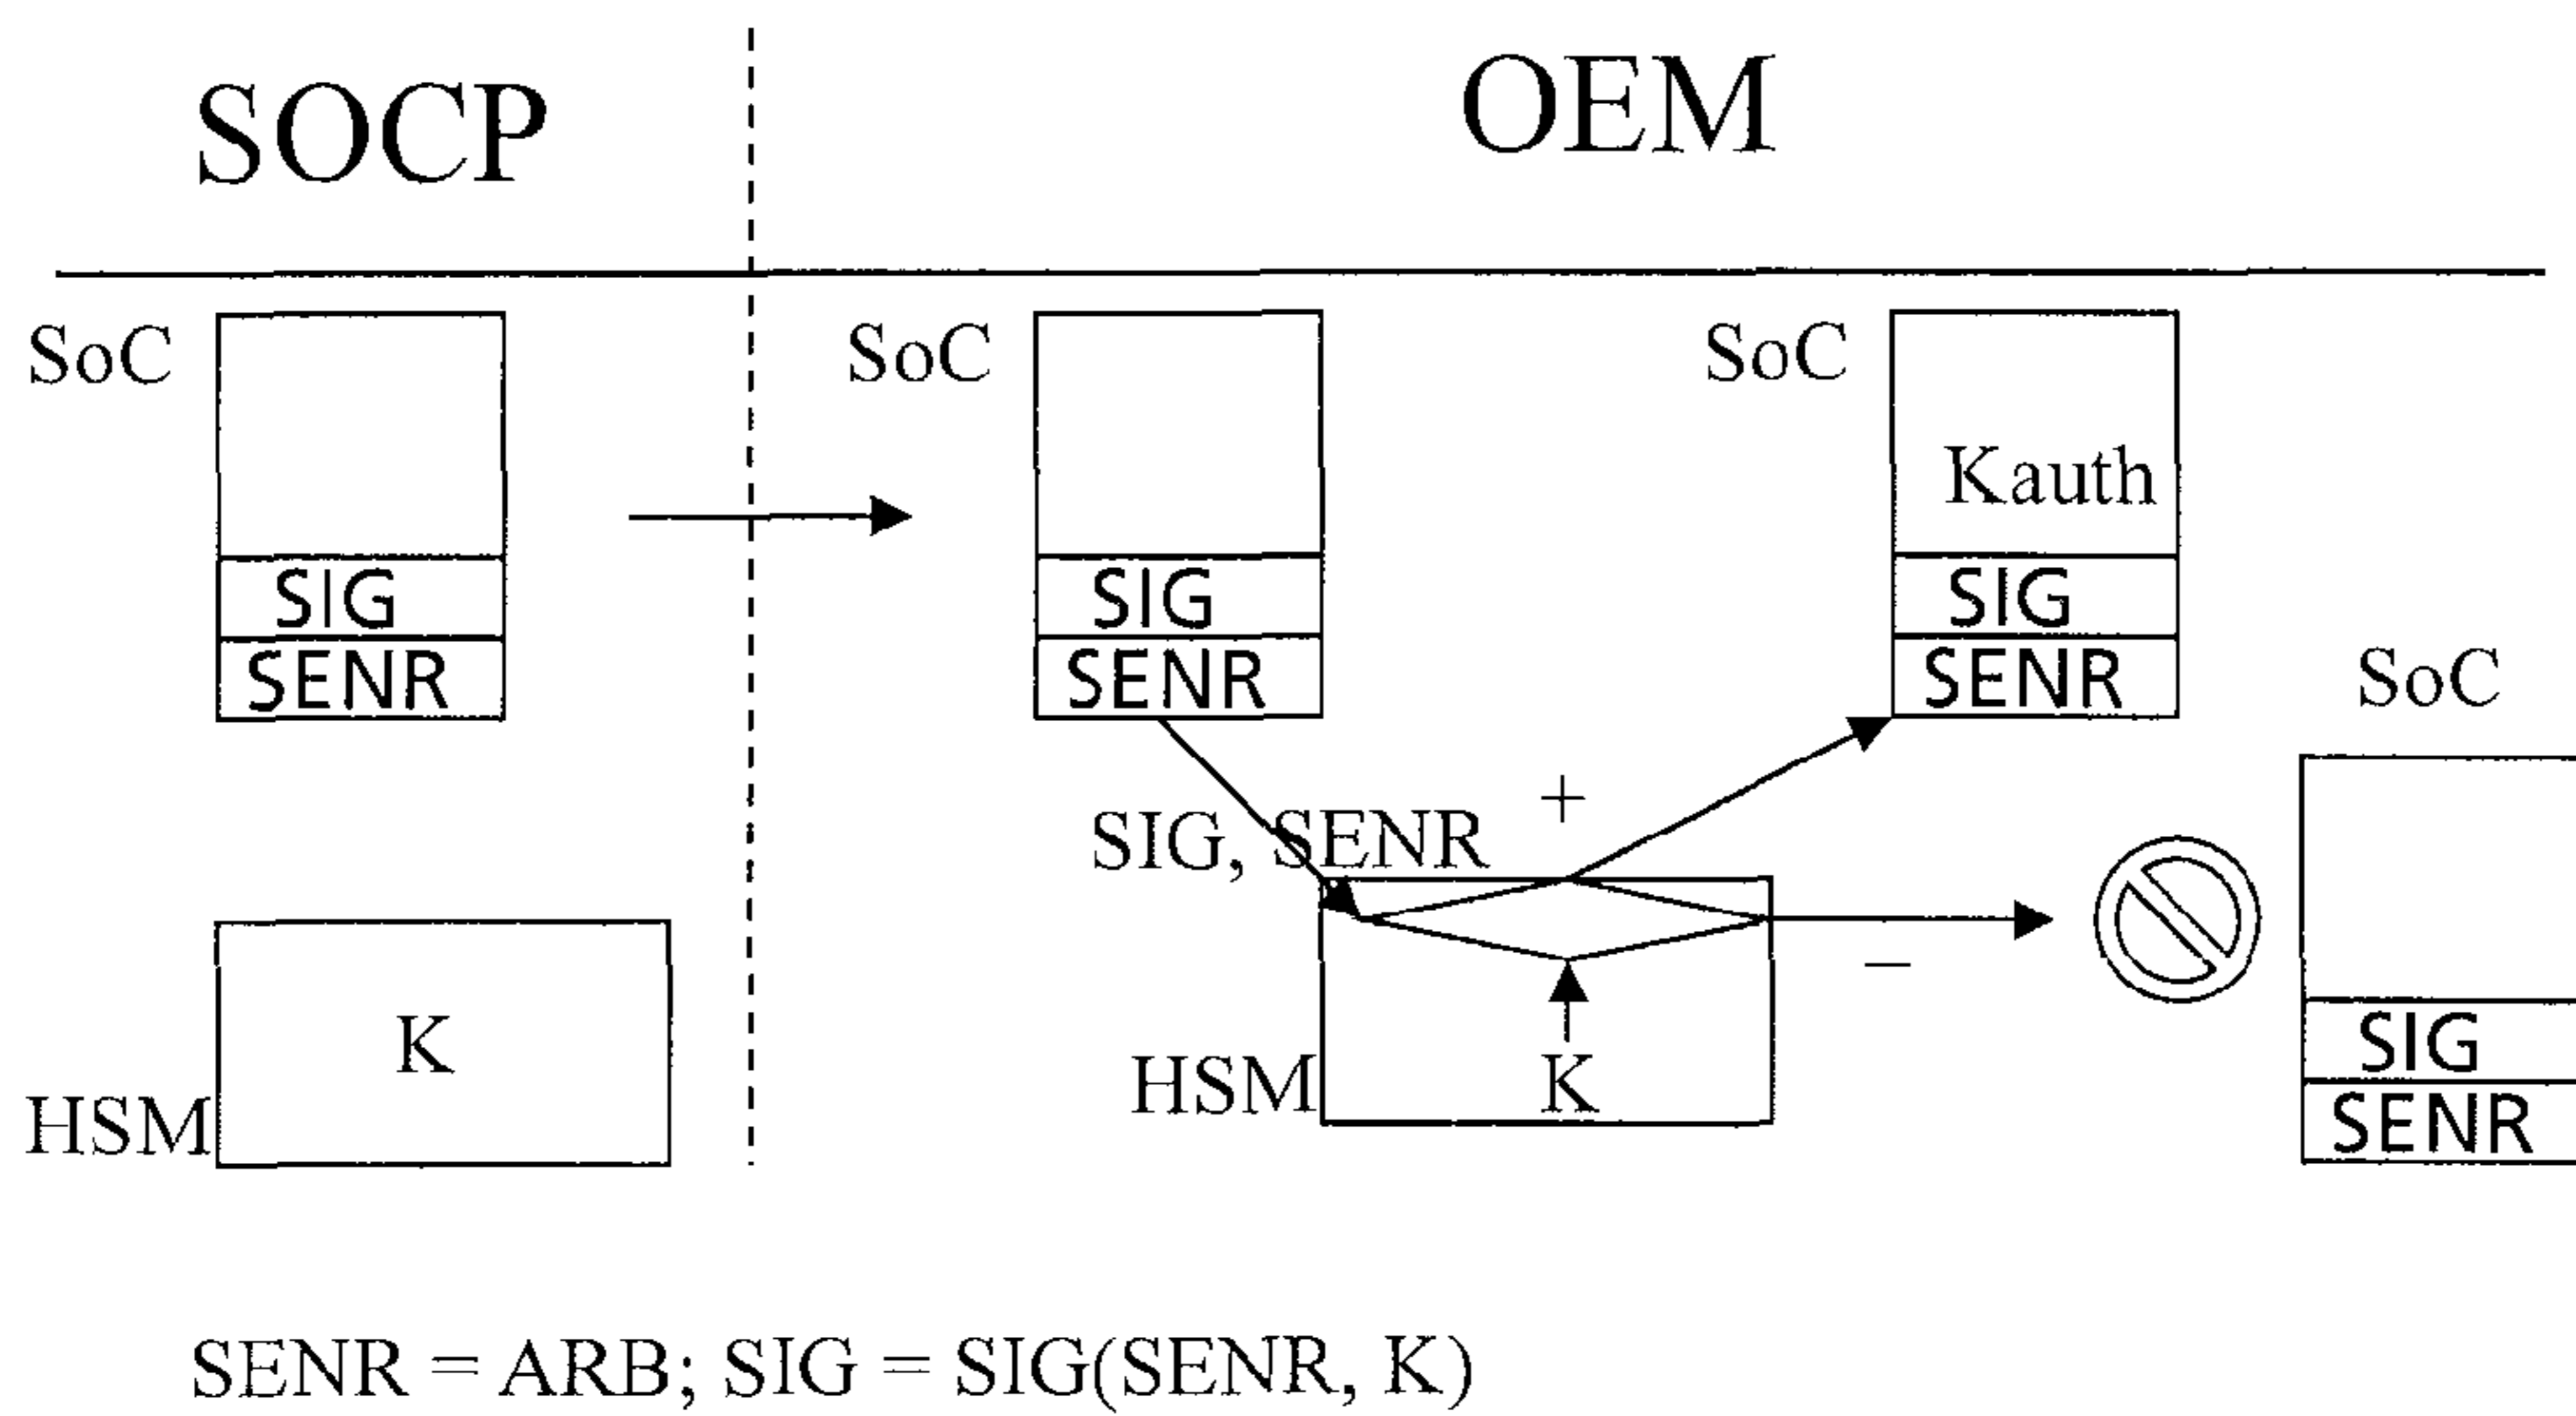 SOCP
OEM
SoC
SIG
SENR
SoC
SIG
SENR
SoC
Kauth
SIG
SENR
SIG, SENR
+
–
HSM
K
HSM
K
SoC
SIG
SENR
SENR = ARB; SIG = SIG(SENR, K)